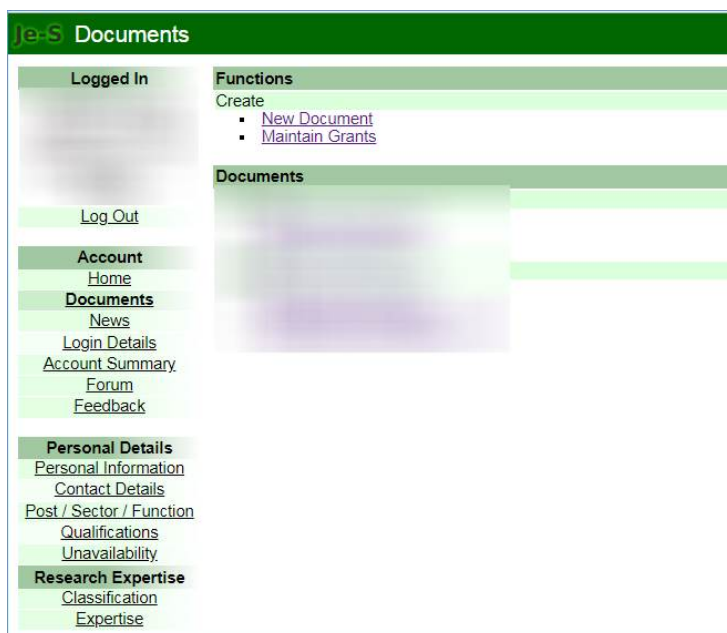 Je-S Documents
Logged In
Log Out
Account
Home
Documents
News
Login Details
Account Summary
Forum
Feedback
Personal Details
Personal Information
Contact Details
Post / Sector / Function
Qualifications
Unavailability
Research Expertise
Classification
Expertise
Functions
Create
New Document
Maintain Grants
Documents